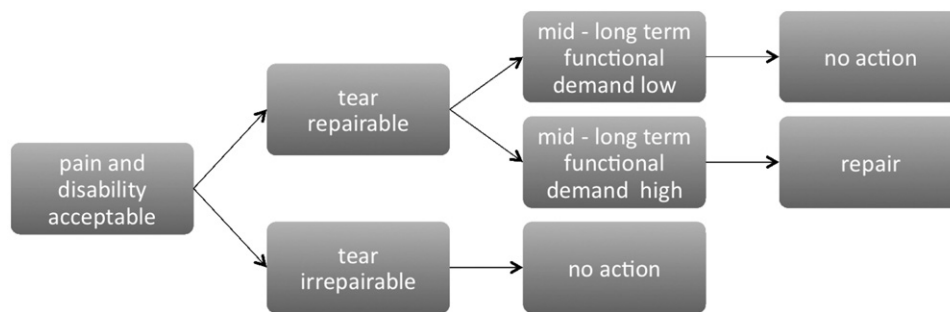 pain and
disability
acceptable
tear
repairable
tear
irrepairable
mid - long term
functional
demand low
mid - long term
functional
demand  high
no action
no action
repair